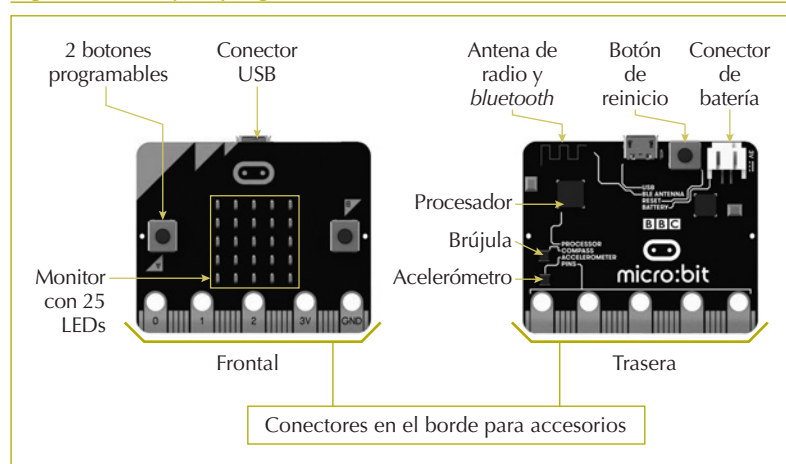 2 botones
programables
Conector
USB
Antena de
radio y
bluetooth
Botón
de
reinicio
Conector
de
batería
Procesador
Brújula
Acelerómetro
Monitor
con 25
LEDs
A
B
0
1
2
3V
GND
3V
USB
BLE ANTENNA
RESET
BATTERY
BBC
PROCESSOR
COMPASS
ACCELEROMETER
PINS
micro:bit
Frontal
Trasera
Conectores en el borde para accesorios